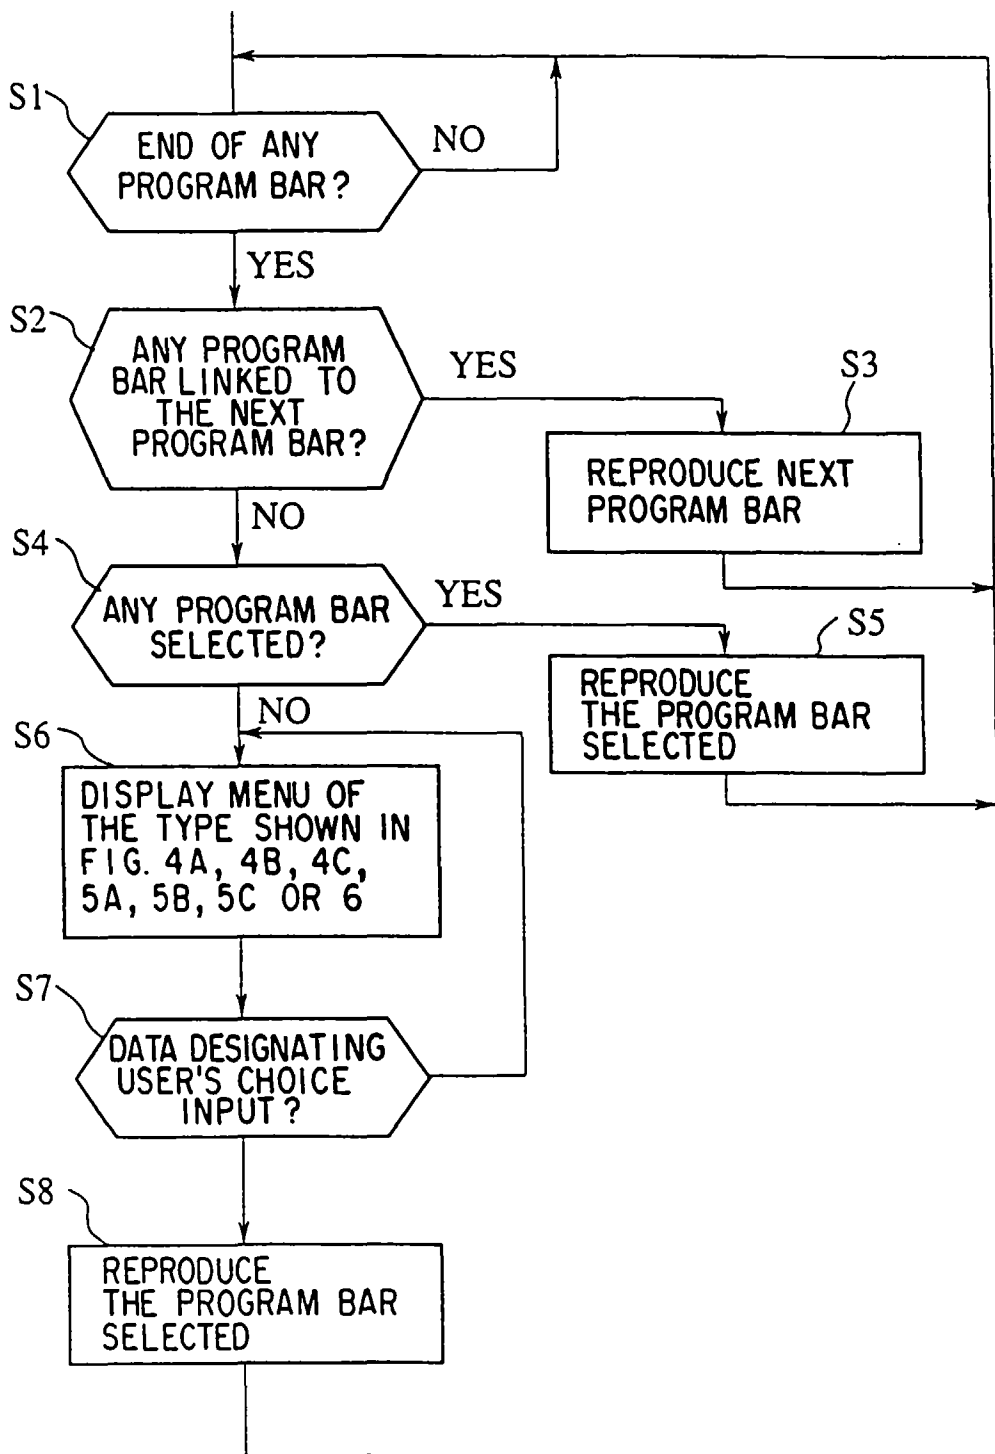 S1
END OF ANY
PROGRAM BAR?
NO
YES
S2
ANY PROGRAM
BAR LINKED TO
THE NEXT
PROGRAM BAR?
YES
S3
REPRODUCE NEXT
PROGRAM BAR
NO
S4
ANY PROGRAM BAR
SELECTED?
YES
S5
REPRODUCE
THE PROGRAM BAR
SELECTED
NO
S6
DISPLAY MENU OF
THE TYPE SHOWN IN
FIG. 4A, 4B, 4C,
5A, 5B, 5C OR 6
S7
DATA DESIGNATING
USER'S CHOICE
INPUT?
S8
REPRODUCE
THE PROGRAM BAR
SELECTED